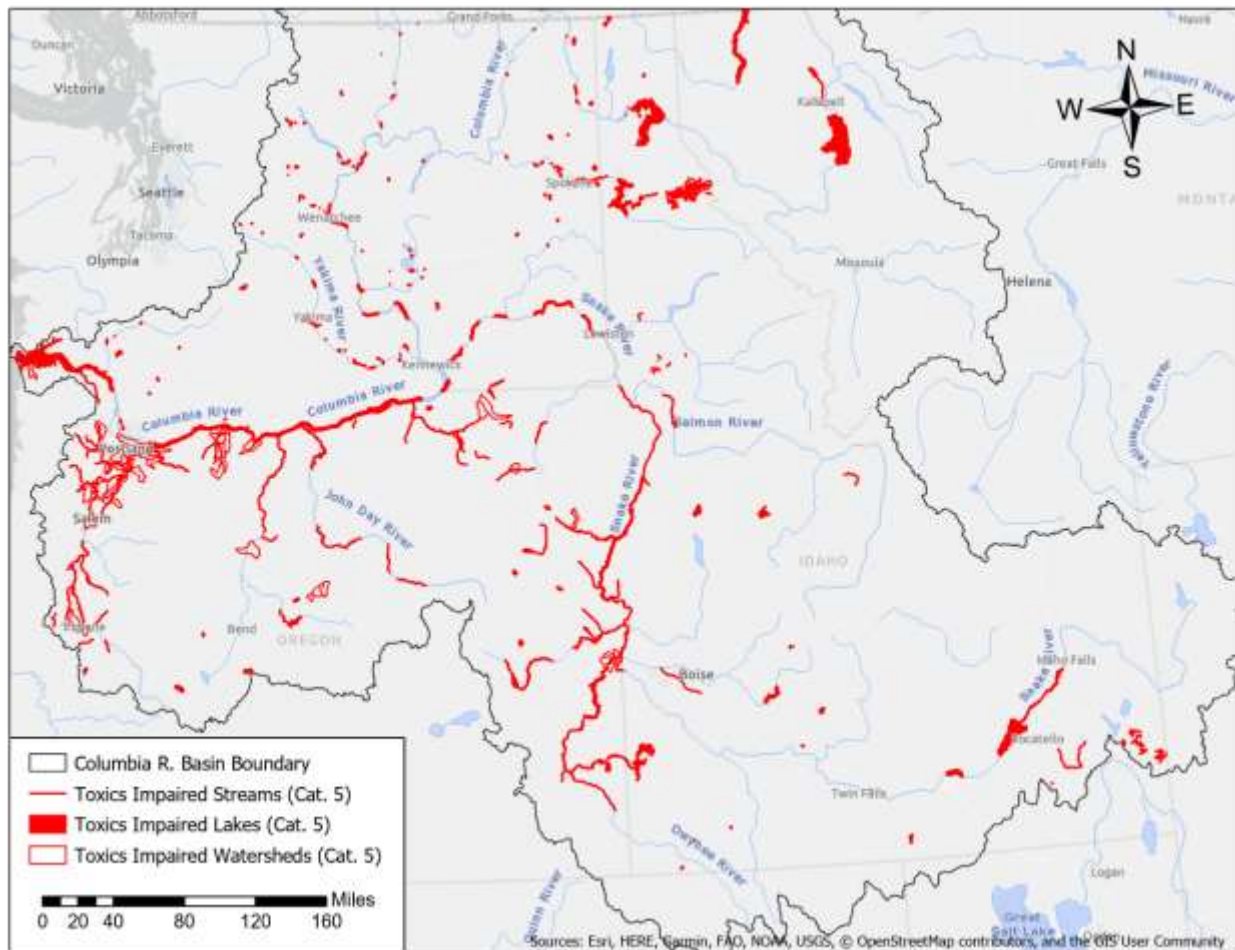 Abbotsford
Grand Forks
Havre
Duncan
Victoria
Columbia River
Kalispell
Missouri River
N
W
E
S
Everett
Seattle
Spokane
Great Falls
MONTA
Wenatchee
Tacoma
Olympia
Missoula
Helena
Yakima River
Snake River
Yakima
Lewiston
Kennewick
Yellowstone River
Columbia River
Columbia River
Salmon River
Portland
Snake River
John Day River
Salem
IDAHO
Eugene
Bend
OREGON
Boise
Snake River
Idaho Falls
Pocatello
Columbia R. Basin Boundary
Toxics Impaired Streams (Cat. 5)
Toxics Impaired Lakes (Cat. 5)
Toxics Impaired Watersheds (Cat. 5)
Miles
0 20 40 80 120 160
Twin Falls
Owyhee River
Quinn River
Logan
Great
Salt Lake
Sources: Esri, HERE, Garmin, FAO, NOAA, USGS, © OpenStreetMap contributors, and the GIS User Community